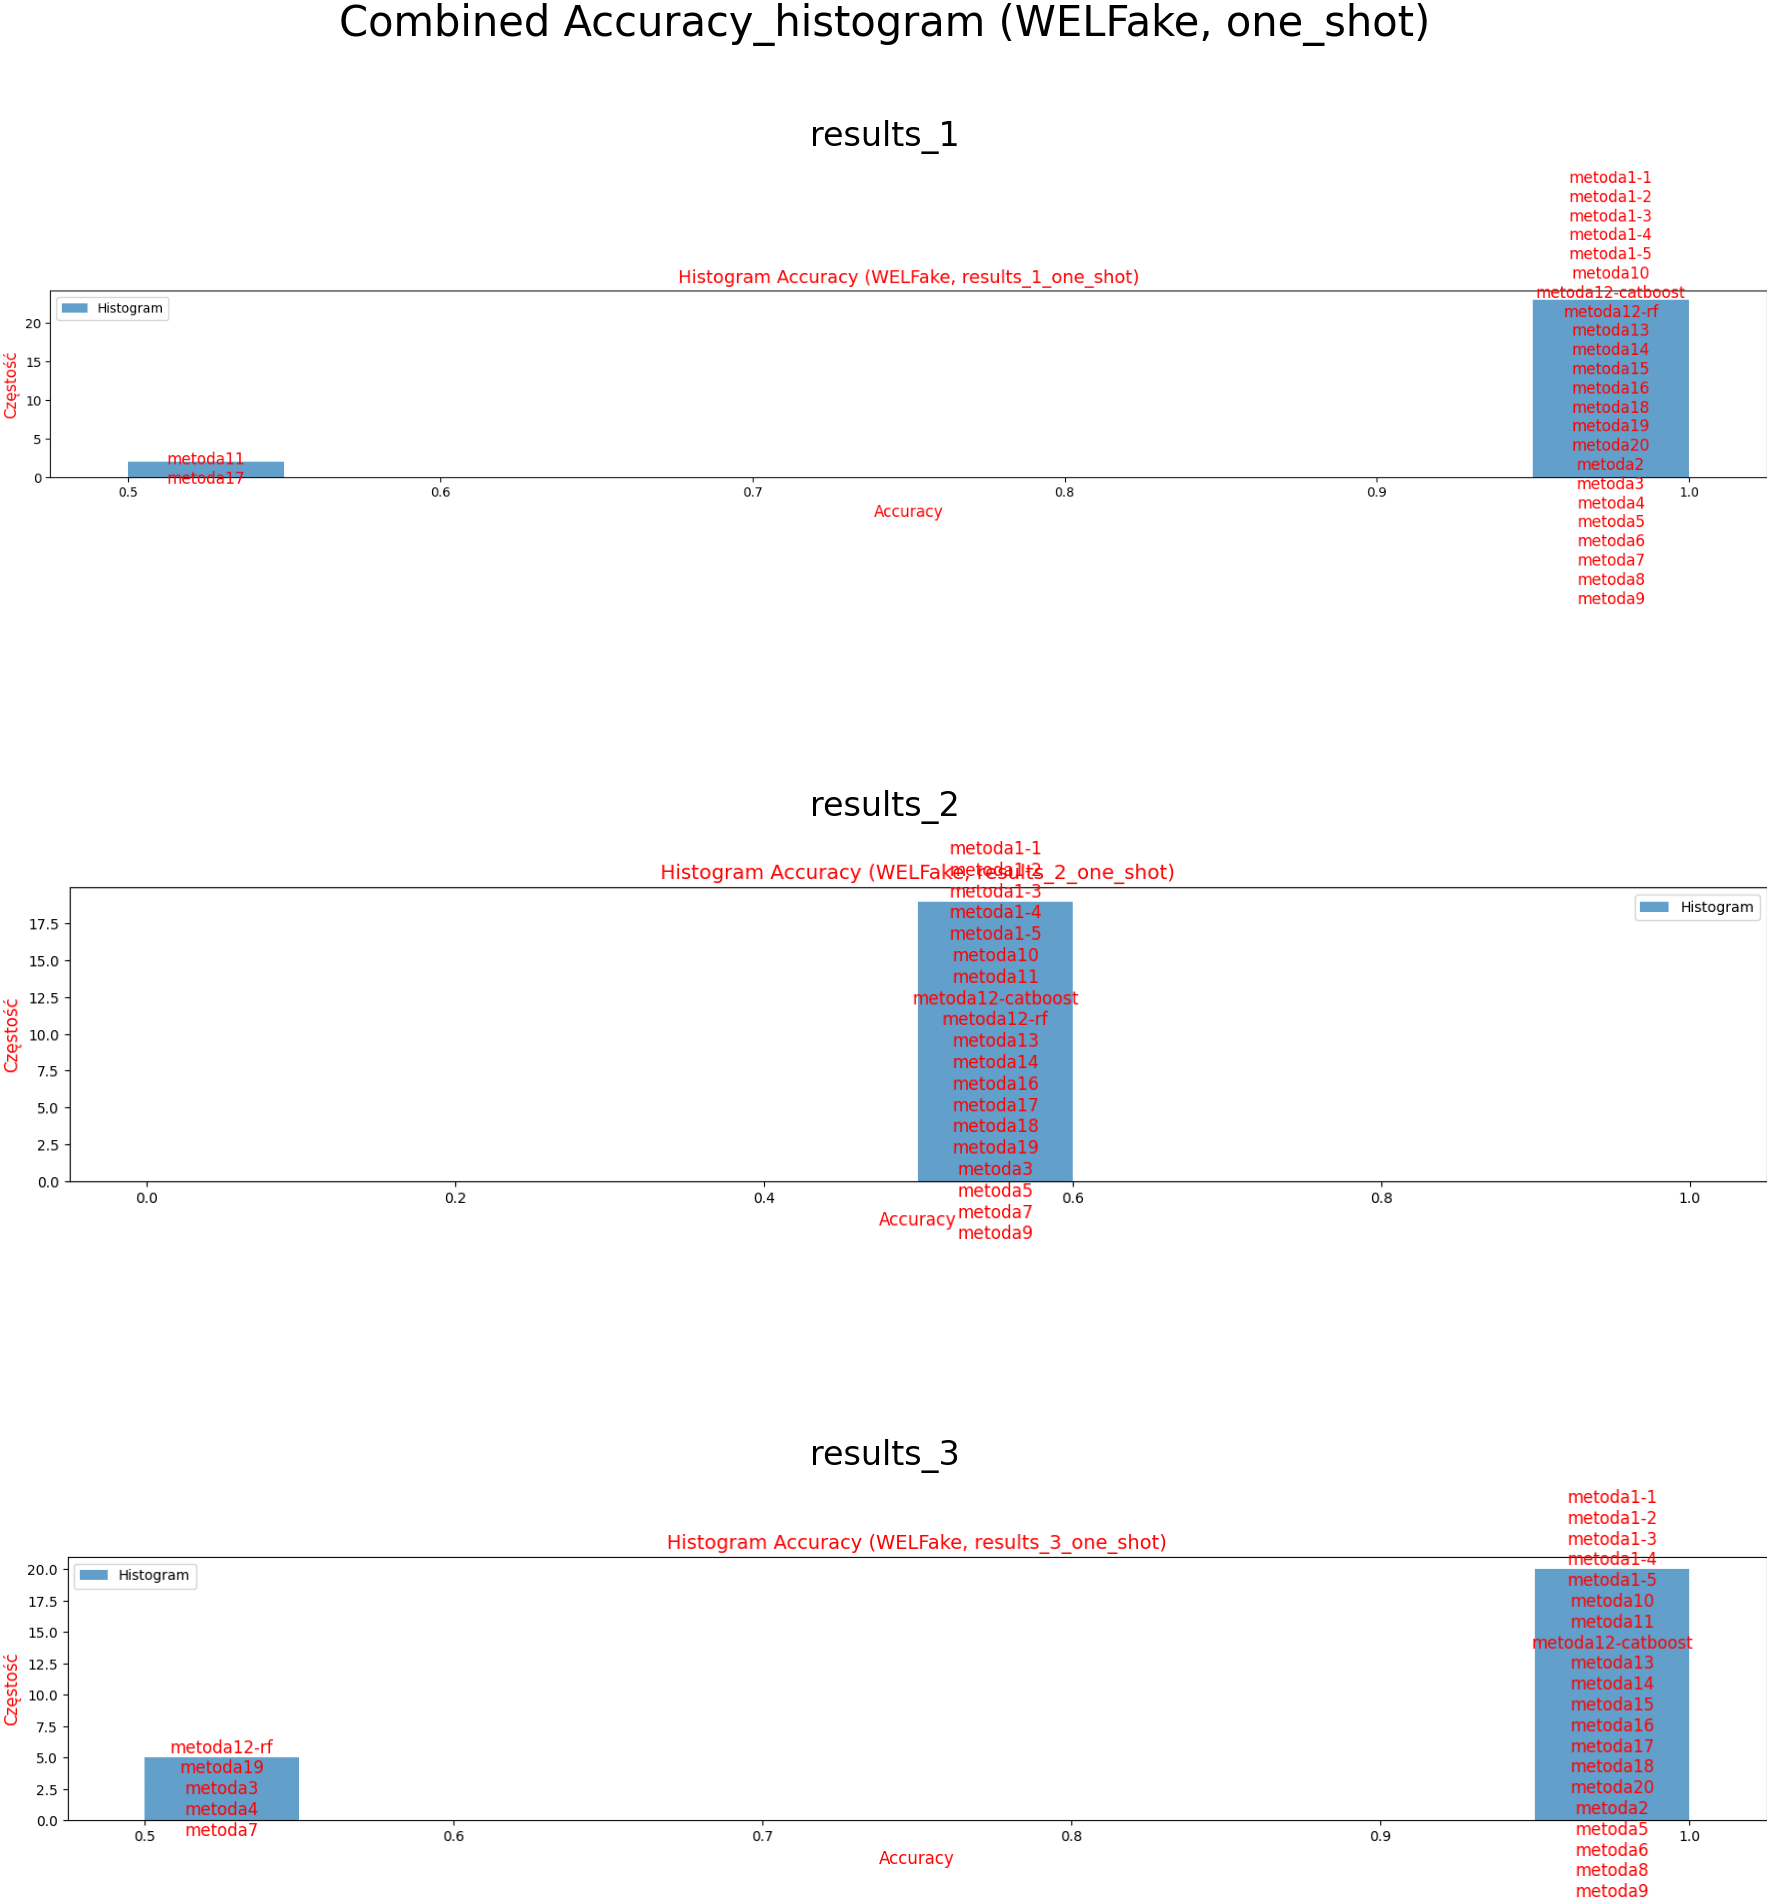 Combined Accuracy_histogram (WELFake, one_shot)
results_1
metoda1-1
metoda1-2
metoda1-3
metoda1-4
metoda1-5
metoda10
Histogram Accuracy (WELFake, results_1_one_shot)
metoda12-catboost
Histogram
metoda12-rf
20
metoda13
metoda14
15
metoda15
metoda16
10
metoda18
metoda19
5
metoda20
metoda11
metoda2
0
metoda17
metoda3
Częstość
0.5 0.6 0.7 0.8 0.9 1.0
metoda4
Accuracy
metoda5
metoda6
metoda7
metoda8
metoda9
results_2
metoda1-1
Histogram Accuracy (WELFake, results_2_one_shot)
metoda1-2
metoda1-3
Histogram
metoda1-4
17.5
metoda1-5
15.0
metoda10
metoda11
12.5
metoda12-catboost
metoda12-rf
10.0
metoda13
7.5
metoda14
metoda16
5.0
metoda17
metoda18
2.5
metoda19
metoda3
0.0
metoda5
Częstość
0.0 0.2 0.4 0.6 0.8 1.0
metoda7
Accuracy
metoda9
results_3
metoda1-1
metoda1-2
metoda1-3
Histogram Accuracy (WELFake, results_3_one_shot)
metoda1-4
Histogram
20.0
metoda1-5
17.5
metoda10
metoda11
15.0
metoda12-catboost
12.5
metoda13
metoda14
10.0
metoda15
7.5
metoda16
metoda12-rf
metoda17
5.0
metoda19
metoda18
2.5
metoda3
metoda20
metoda4
metoda2
0.0
metoda7
metoda5
Częstość
0.5 0.6 0.7 0.8 0.9 1.0
metoda6
Accuracy
metoda8
metoda9